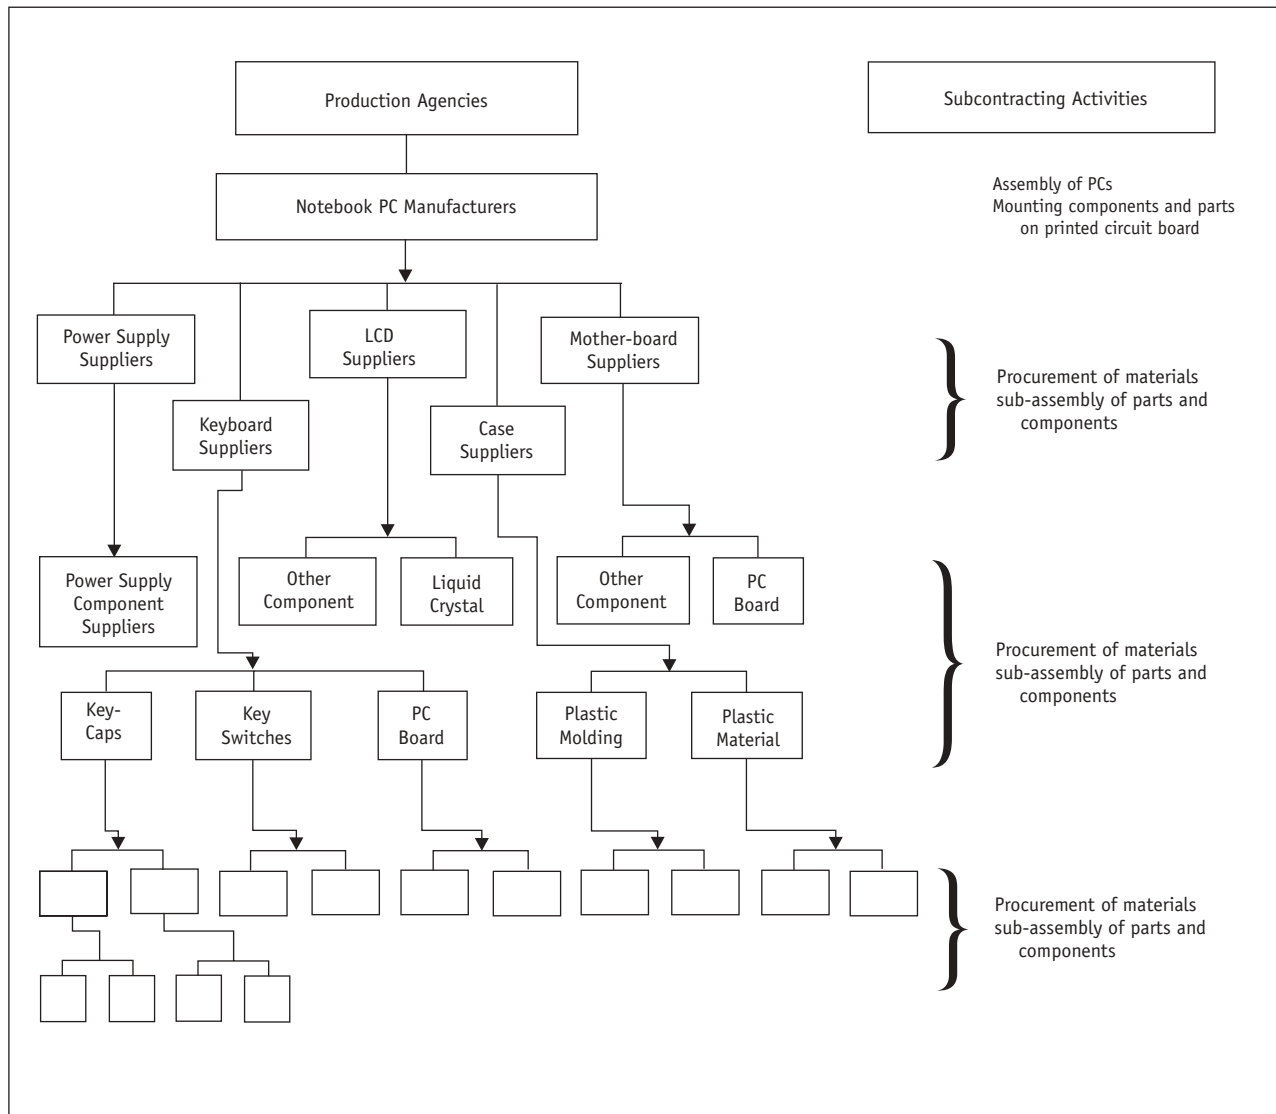 Production Agencies
Subcontracting Activities
Notebook PC Manufacturers
Assembly of PCs
Mounting components and parts
on printed circuit board
Power Supply
Suppliers
LCD
Suppliers
Mother-board
Suppliers
Keyboard
Suppliers
Case
Suppliers
Procurement of materials
sub-assembly of parts and
components
Power Supply
Component
Suppliers
Other
Component
Liquid
Crystal
Other
Component
PC
Board
Key-
Caps
Key
Switches
PC
Board
Plastic
Molding
Plastic
Material
Procurement of materials
sub-assembly of parts and
components
Procurement of materials
sub-assembly of parts and
components